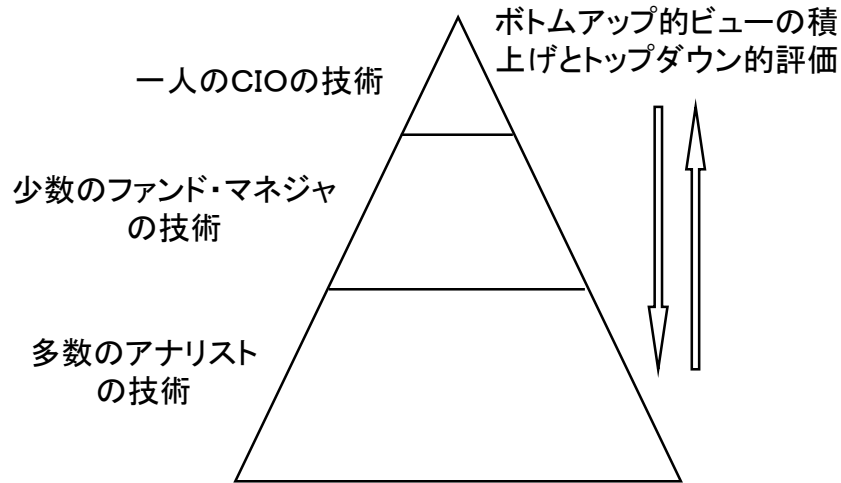 ボトムアップ的ビューの積
上げとトップダウン的評価
一人のCIOの技術
少数のファンド・マネジャ
の技術
多数のアナリスト
の技術